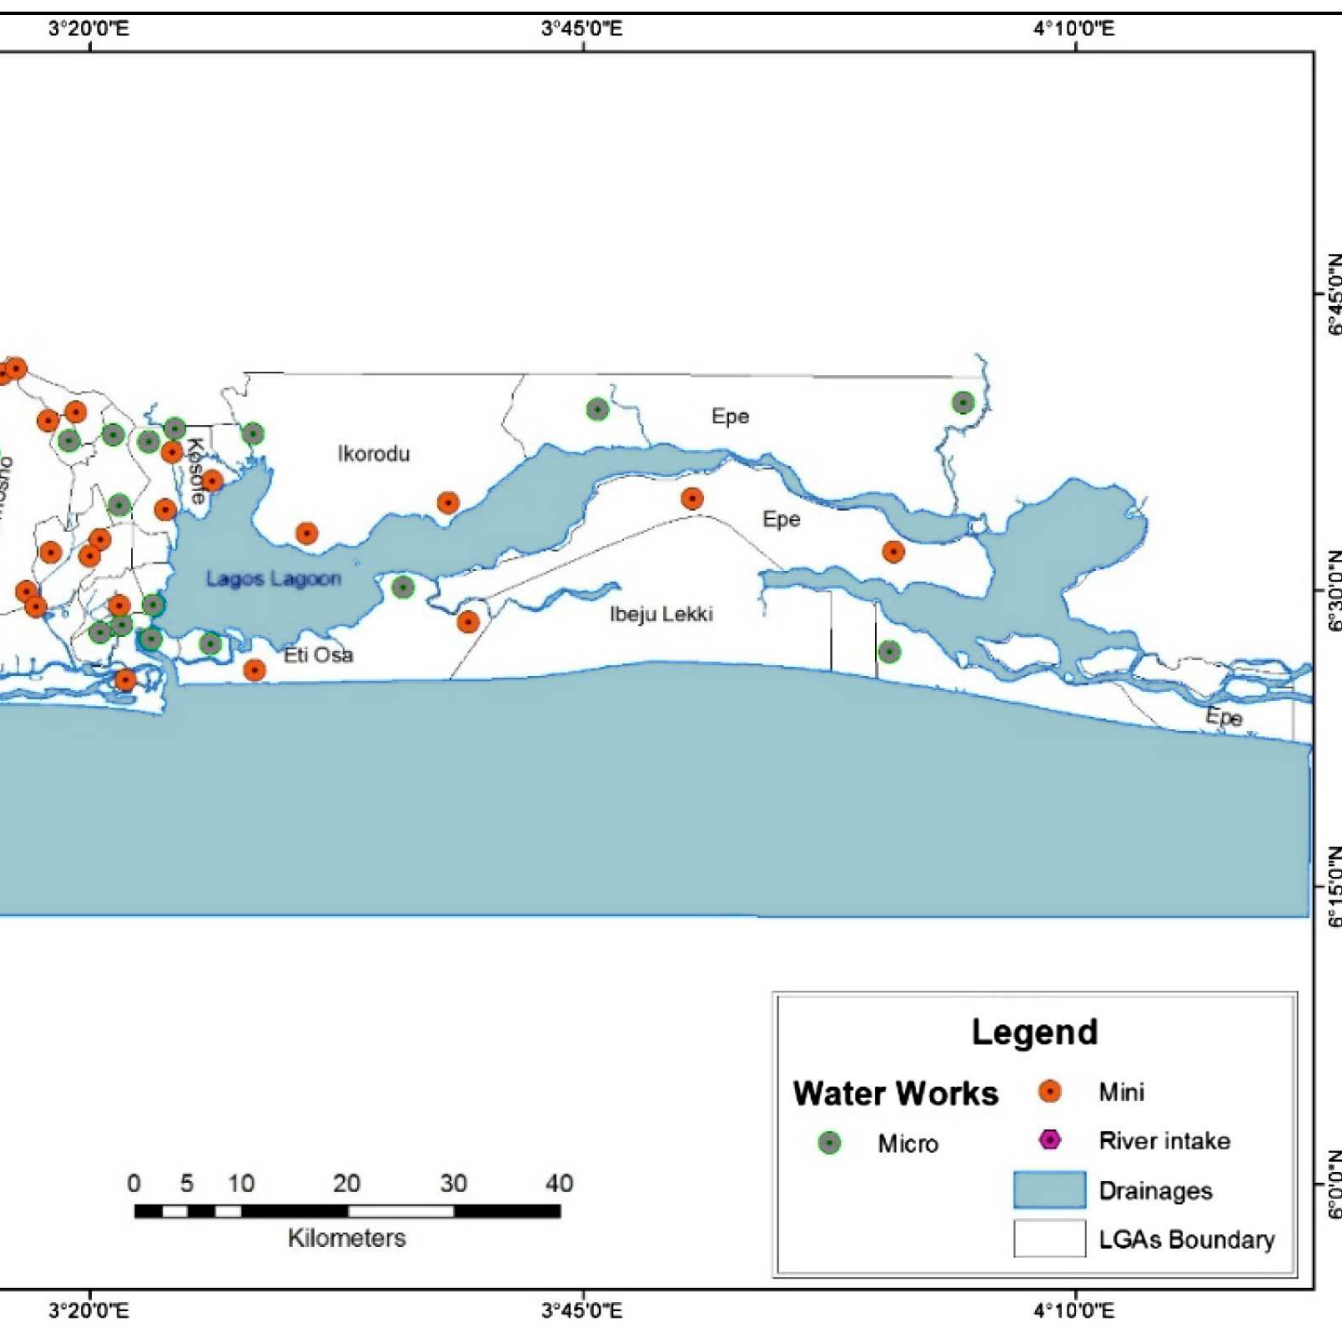 3°20'0"E 3°45'0"E 4°10'0"E
6°45'0"N
Epe
Kosofe
Ikorodu
Epe
Lagos Lagoon
6°30'0"N
Ibeju Lekki
Eti Osa
Epe
6°15'0"N
Legend
Water Works
Mini
Micro
River intake
Drainages
LGAs Boundary
6°0'0"N
0 5 10 20 30 40
Kilometers
3°20'0"E 3°45'0"E 4°10'0"E